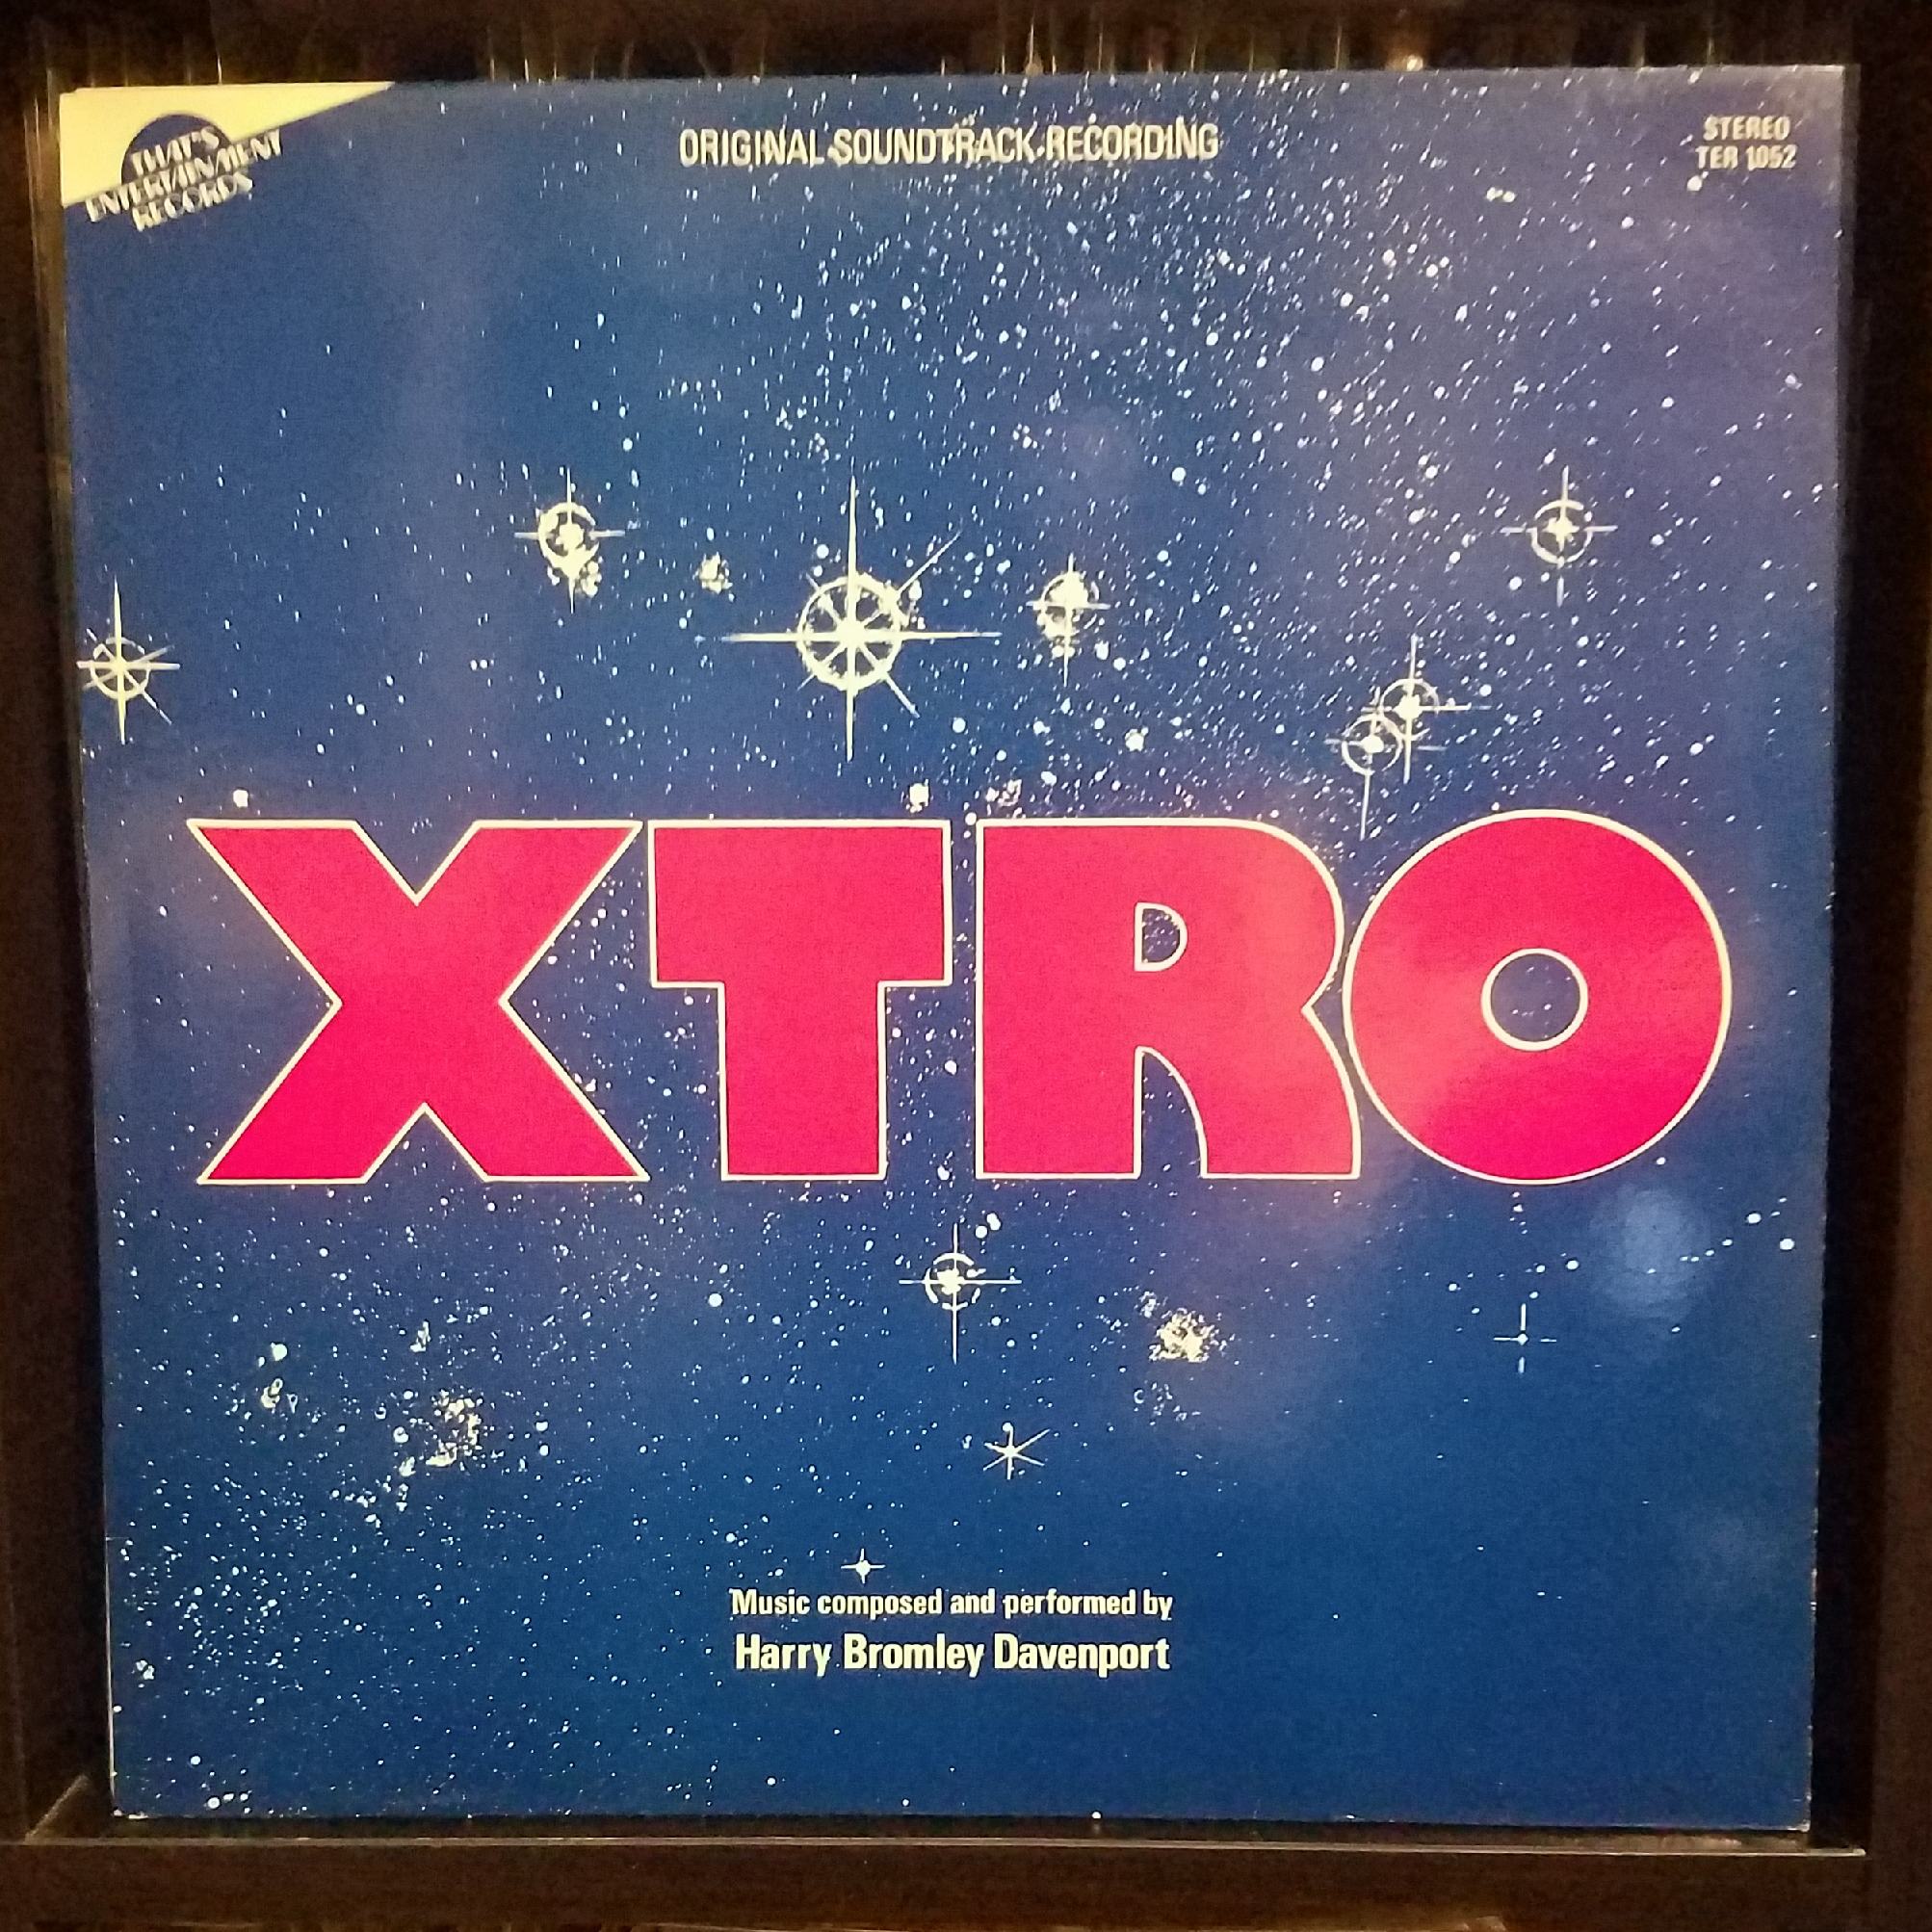 THAT'S
ENTERTAINMENT
RECORDS
ORIGINAL SOUNDTRACK RECORDING
STEREO
TER 1052
XTRO
Music composed and performed by
Harry Bromley Davenport